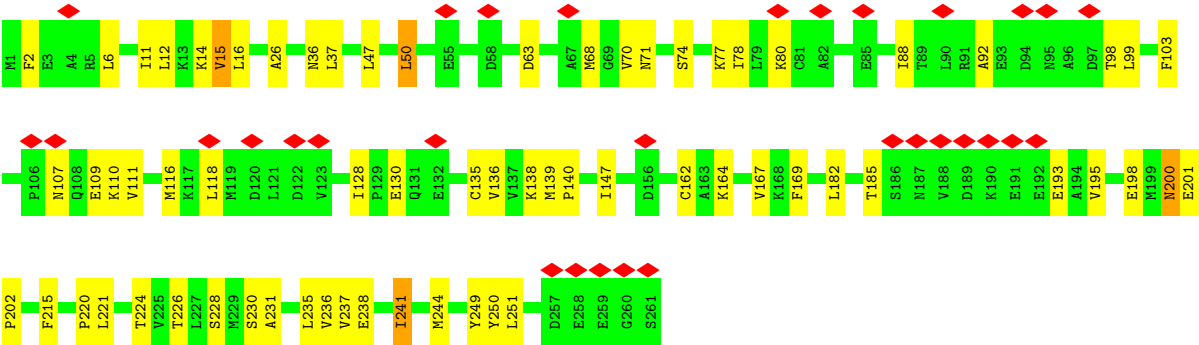 M1 F2 E3 A4 R5 L6 I11 L12 K13 K14 V15 L16 A26 N36 L37 L47 L50 E55 D58 D63 A67 M68 G69 V70 N71 S74 K77 I78 L79 K80 C81 A82 E85 I88 T89 L90 R91 A92 E93 D94 N95 A96 D97 T98 L99 F103
P106 N107 Q108 E109 K110 V111 M116 K117 L118 M119 D120 L121 D122 V123 I128 P129 E130 Q131 E132 C135 V136 V137 K138 M139 P140 I147 D156 C162 A163 K164 V167 K168 F169 L182 T185 S186 N187 V188 D189 K190 E191 E192 E193 A194 V195 E198 M199 N200 E201
P202 F215 P220 L221 T224 V225 T226 L227 S228 M229 S230 A231 L235 V236 V237 E238 I241 M244 Y249 Y250 L251 D257 E258 E259 G260 S261